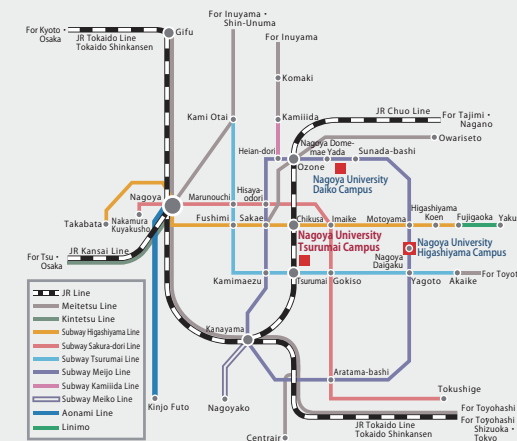 For Inuyama・
Shin-Unuma
For Kyoto・
Osaka
JR Tokaido Line
Tokaido Shinkansen
Gifu
For Inuyama
Komaki
Kami Otai
Kamiiida
JR Chuo Line
For Tajimi・
Nagano
Owariseto
Heian-dori
Nagoya Dome-
mae Yada
Sunada-bashi
Ozone
Nagoya University
Daiko Campus
Nagoya
Marunouchi
Hisaya-
odori
Takabata
Nakamura
Kuyakusho
Fushimi
Sakae
Chikusa
Imaike
Motoyama
Higashiyama
Koen
Fujigaoka
Yaku
Nagoya University
Tsurumai Campus
Nagoya University
Higashiyama Campus
Nagoya
Daigaku
JR Kansai Line
For Tsu・
Osaka
Kamimaezu
Tsurumai
Gokiso
Yagoto
Akaike
For Toyot
JR Line
Meitetsu Line
Kintetsu Line
Subway Higashiyama Line
Subway Sakura-dori Line
Subway Tsurumai Line
Subway Meijo Line
Subway Kamiiida Line
Subway Meiko Line
Aonami Line
Linimo
Kanayama
Aratama-bashi
Kinjo Futo
Nagoyako
Tokushige
Centrair
JR Tokaido Line
Tokaido Shinkansen
For Toyohashi
For Toyohashi
Shizuoka・
Tokyo